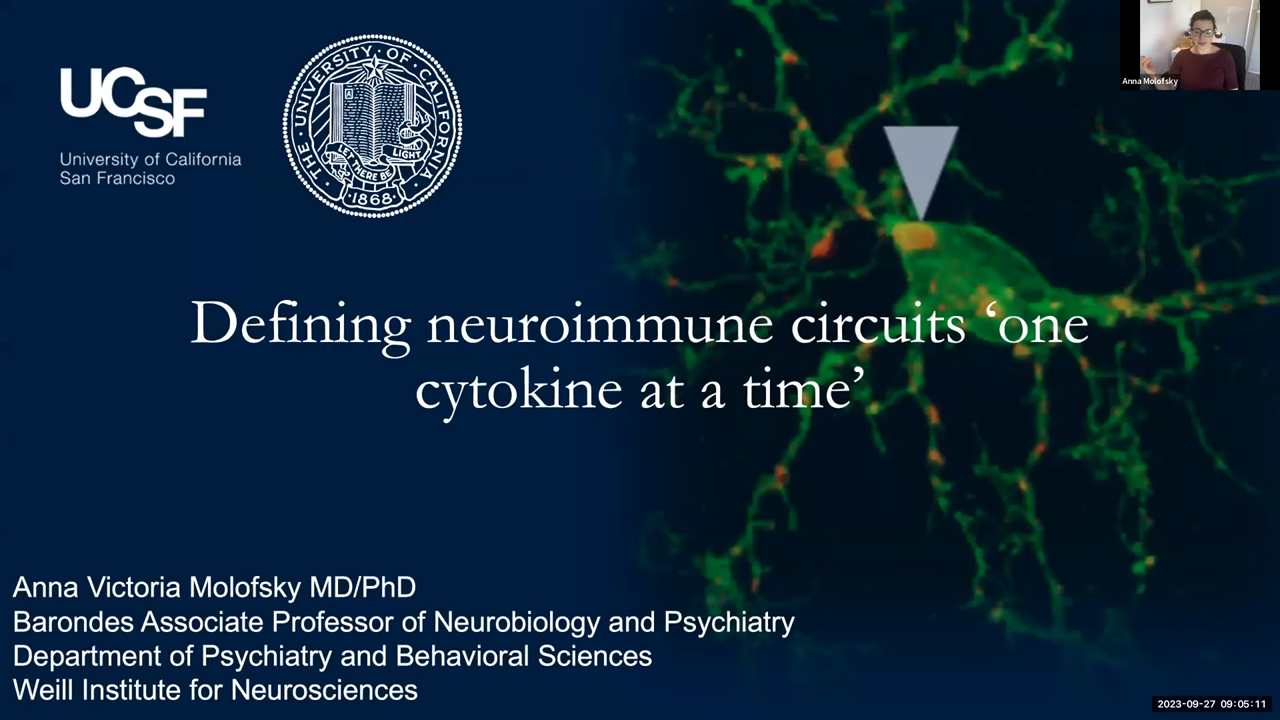 UCSF
University of California
San Francisco
THE · UNIVERSITY · OF · CALIFORNIA
LET THERE BE LIGHT
·1868·
Anna Molofsky
Defining neuroimmune circuits ‘one
cytokine at a time’
Anna Victoria Molofsky MD/PhD
Barondes Associate Professor of Neurobiology and Psychiatry
Department of Psychiatry and Behavioral Sciences
Weill Institute for Neurosciences
2023-09-27 09:05:11